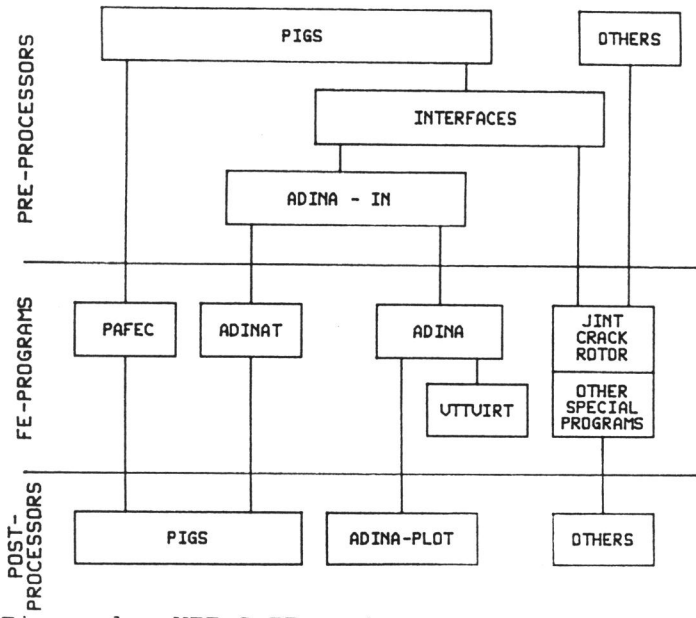 PRE-PROCESSORS
PIGS
OTHERS
INTERFACES
ADINA - IN
FE-PROGRAMS
PAFEC
ADINAT
ADINA
JINT
CRACK
ROTOR
VTTVIRT
OTHER
SPECIAL
PROGRAMS
POST-
PROCESSORS
PIGS
ADINA-PLOT
OTHERS